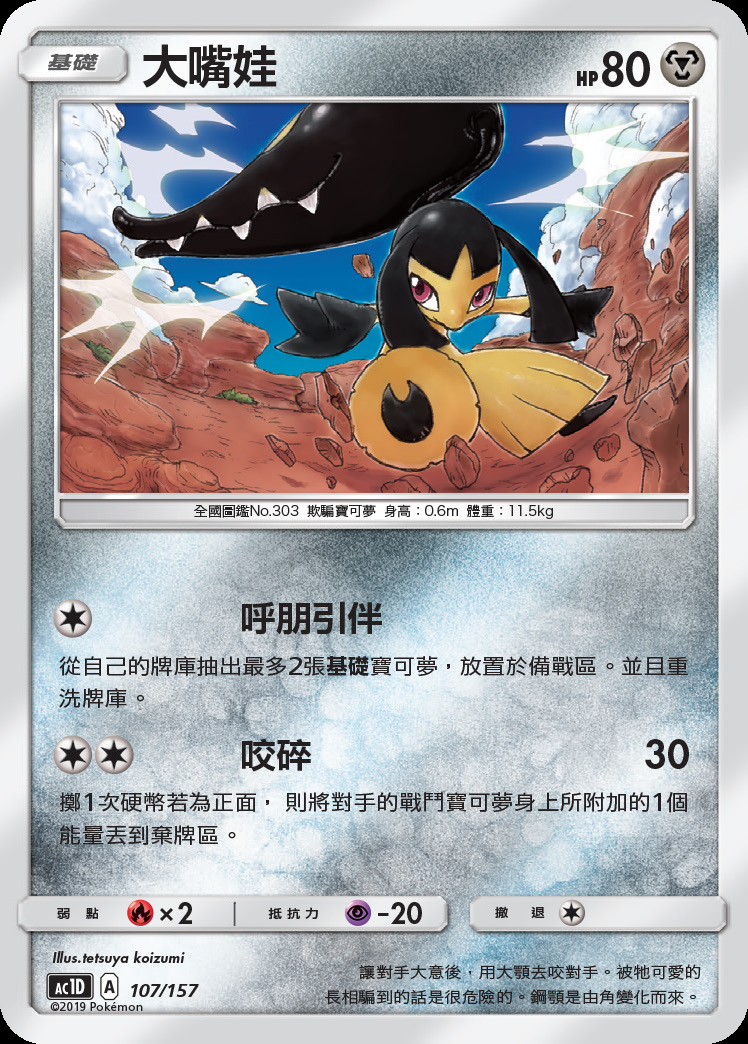 基礎 大嘴娃 HP80
全國圖鑑No.303 欺騙寶可夢 身高：0.6m 體重：11.5kg
呼朋引伴
從自己的牌庫抽出最多2張基礎寶可夢，放置於備戰區。並且重
洗牌庫。
咬碎 30
擲1次硬幣若為正面， 則將對手的戰鬥寶可夢身上所附加的1個
能量丟到棄牌區。
弱點 ×2 抵抗力 -20 撤退
Illus.tetsuya koizumi
讓對手大意後，用大顎去咬對手。被牠可愛的
長相騙到的話是很危險的。鋼顎是由角變化而來。
AC1D A 107/157
©2019 Pokémon